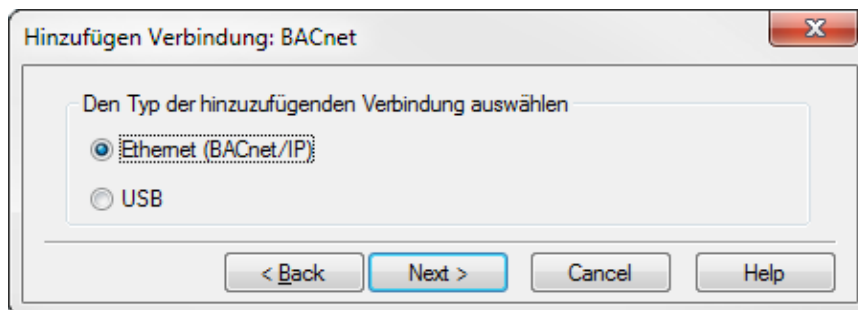 Hinzufügen Verbindung: BACnet
Den Typ der hinzuzufügenden Verbindung auswählen
Ethernet (BACnet/IP)
USB
< Back Next > Cancel Help